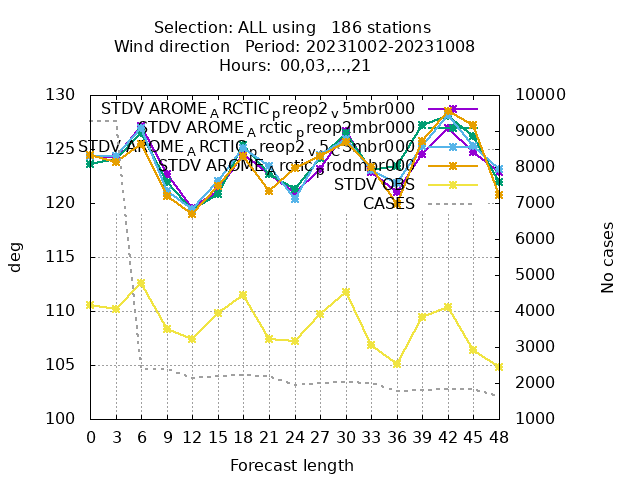 Selection: ALL using   186 stations
Wind direction   Period: 20231002-20231008
Hours:  00,03,...,21
130
125
120
115
110
105
100
deg
10000
9000
8000
7000
6000
5000
4000
3000
2000
1000
No cases
STDV AROME_ARCTIC_preop2_v5mbr000
STDV AROME_Arctic_preop2mbr000
STDV AROME_ARCTIC_preop2_v5_cmbr000
STDV AROME_Arctic_prodmbr000
STDV OBS
CASES
0 3 6 9 12 15 18 21 24 27 30 33 36 39 42 45 48
Forecast length